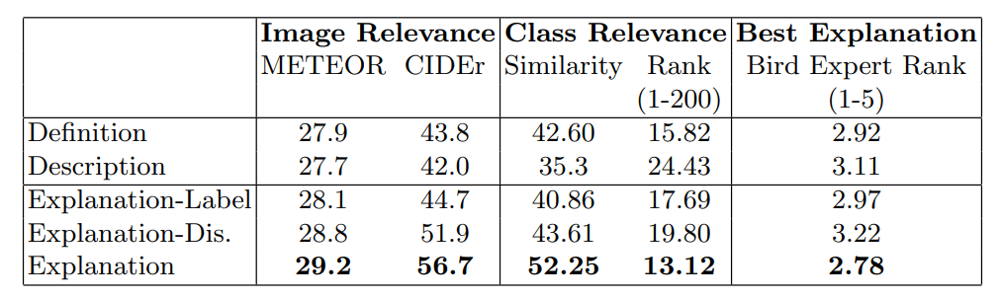 Image Relevance Class Relevance Best Explanation
METEOR CIDEr Similarity Rank Bird Expert Rank
(1-200) (1-5)
Definition 27.9 43.8 42.60 15.82 2.92
Description 27.7 42.0 35.3 24.43 3.11
Explanation-Label 28.1 44.7 40.86 17.69 2.97
Explanation-Dis. 28.8 51.9 43.61 19.80 3.22
Explanation 29.2 56.7 52.25 13.12 2.78